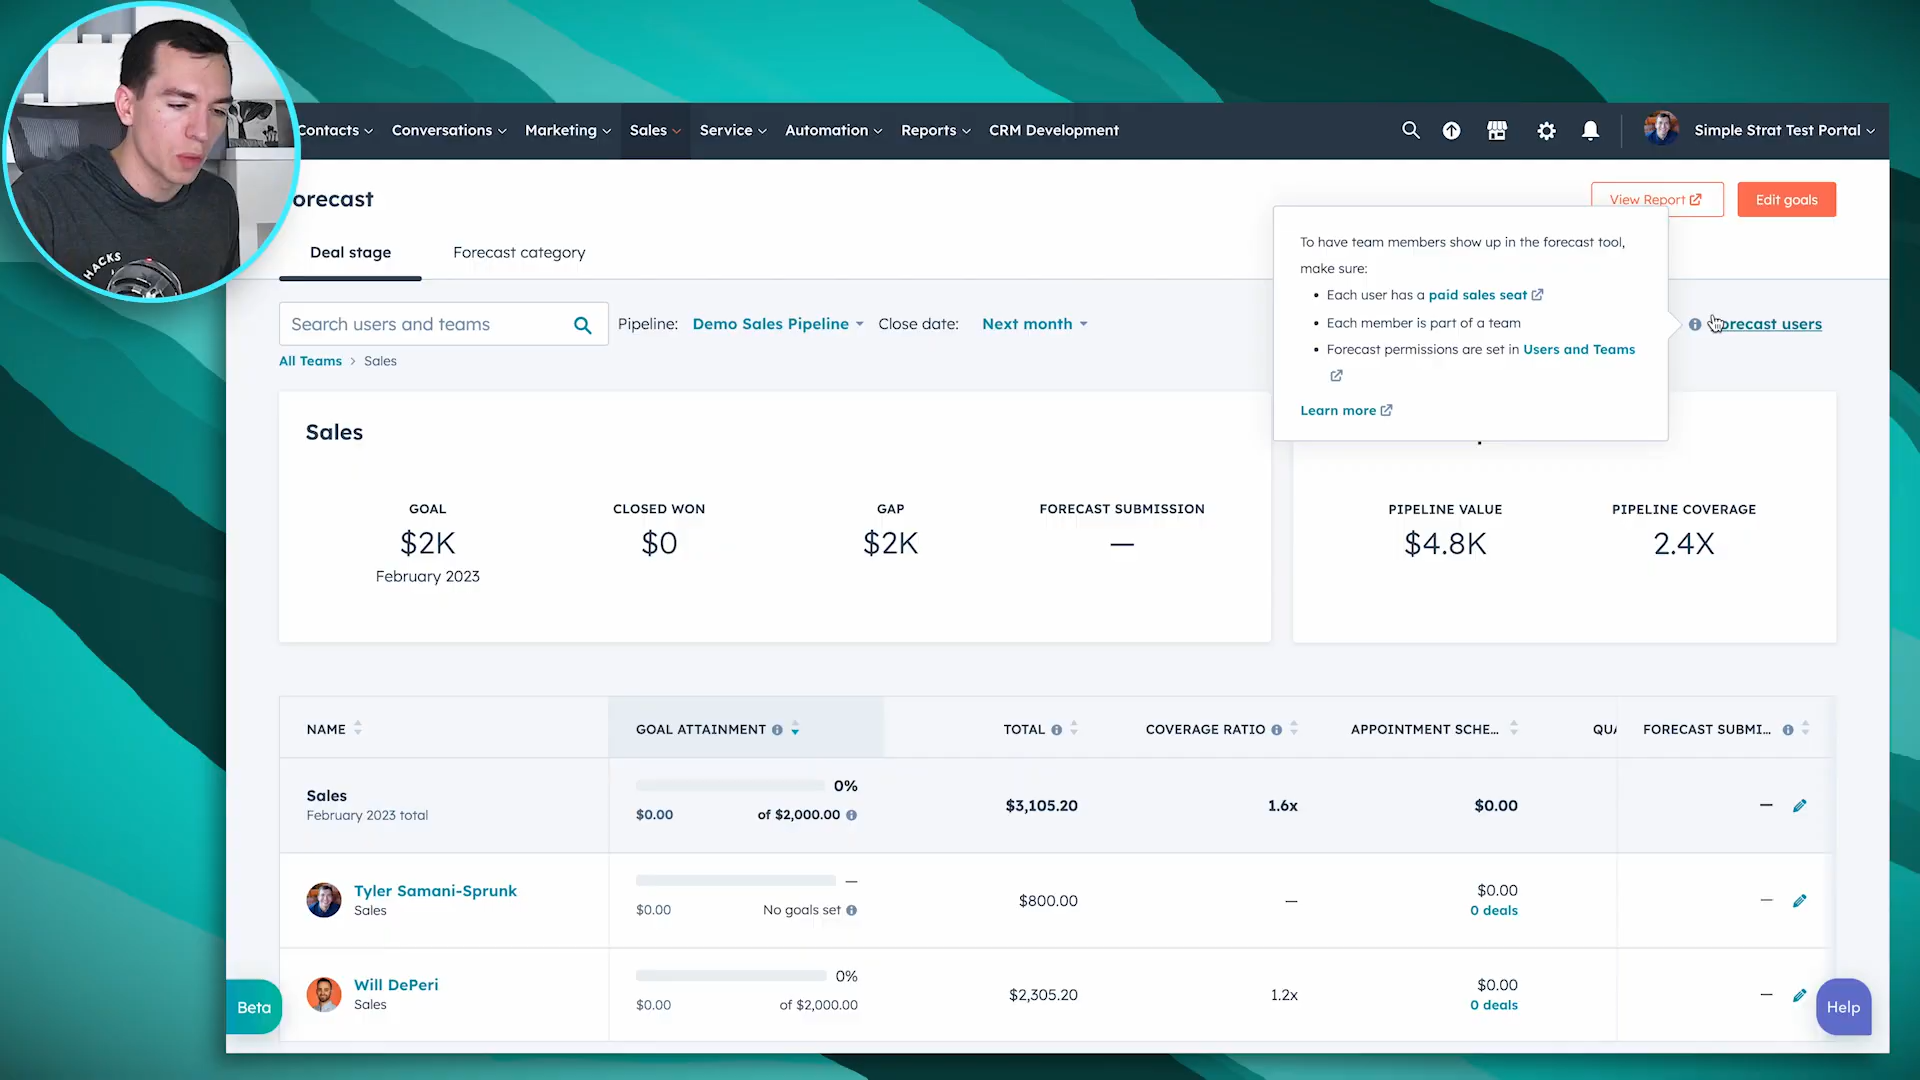 HACKS
Contacts Conversations Marketing Sales Service Automation Reports CRM Development Simple Strat Test Portal
orecast
View Report Edit goals
Deal stage Forecast category
To have team members show up in the forecast tool,
make sure:
• Each user has a paid sales seat
• Each member is part of a team
• Forecast permissions are set in Users and Teams
Learn more
Search users and teams Pipeline: Demo Sales Pipeline Close date: Next month
orecast users
All Teams > Sales
Sales
GOAL CLOSED WON GAP FORECAST SUBMISSION
$2K $0 $2K —
February 2023
PIPELINE VALUE PIPELINE COVERAGE
$4.8K 2.4X
NAME GOAL ATTAINMENT TOTAL COVERAGE RATIO APPOINTMENT SCHE... QUA FORECAST SUBMI...
Sales
February 2023 total
0%
$0.00 of $2,000.00
$3,105.20 1.6x $0.00 —
Tyler Samani-Sprunk
Sales
—
$0.00 No goals set
$800.00 — $0.00 —
0 deals
Will DePeri
Sales
0%
$0.00 of $2,000.00
$2,305.20 1.2x $0.00 —
0 deals
Beta
Help